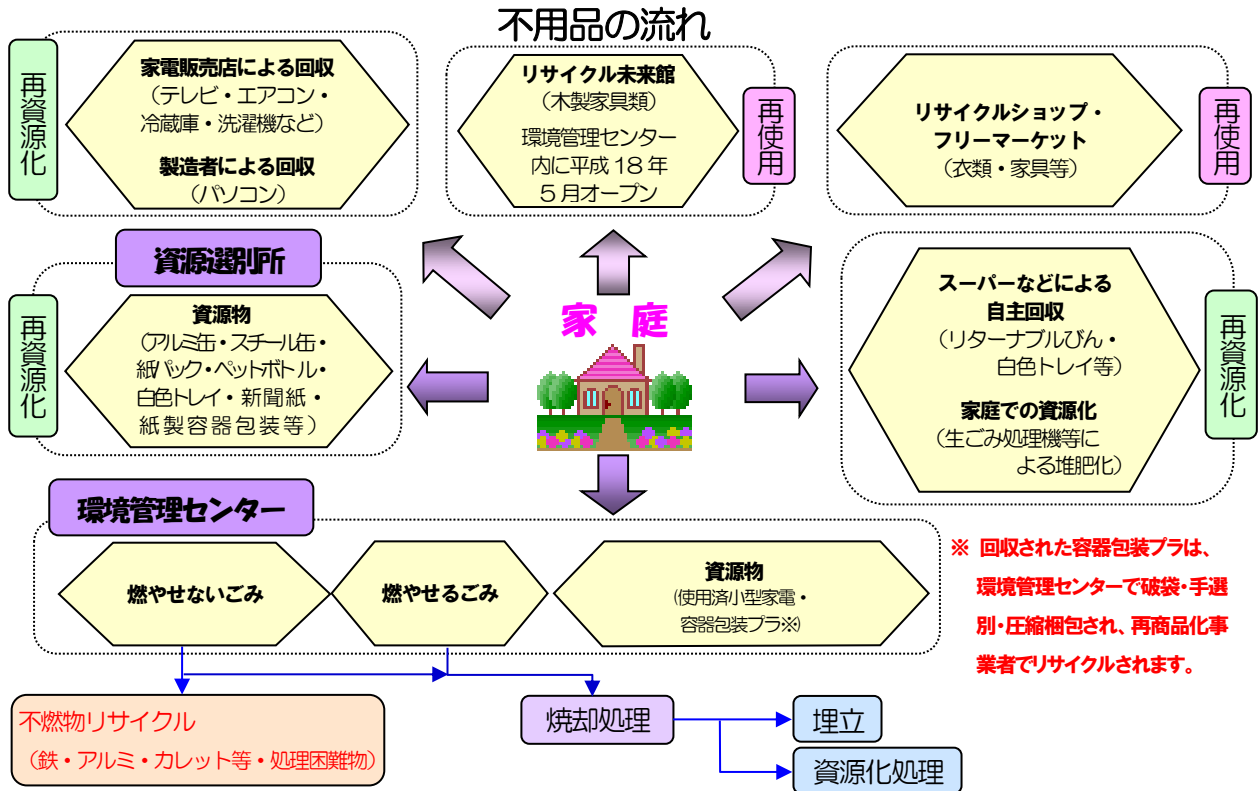 不用品の流れ
再資源化
家電販売店による回収
（テレビ・エアコン・
冷蔵庫・洗濯機など）
製造者による回収
（パソコン）
リサイクル未来館
（木製家具類）
環境管理センター
内に平成18年
5月オープン
再使用
リサイクルショップ・
フリーマーケット
（衣類・家具等）
再使用
資源選別所
再資源化
資源物
（アルミ缶・スチール缶・
紙パック・ペットボトル・
白色トレイ・新聞紙・
紙製容器包装等）
家庭
スーパーなどによる
自主回収
（リターナブルびん・
白色トレイ等）
家庭での資源化
（生ごみ処理機等に
よる堆肥化）
再資源化
環境管理センター
燃やせないごみ
燃やせるごみ
資源物
（使用済小型家電・
容器包装プラ※）
※ 回収された容器包装プラは、
環境管理センターで破袋・手選
別・圧縮梱包され、再商品化事
業者でリサイクルされます。
不燃物リサイクル
（鉄・アルミ・カレット等・処理困難物）
焼却処理
埋立
資源化処理